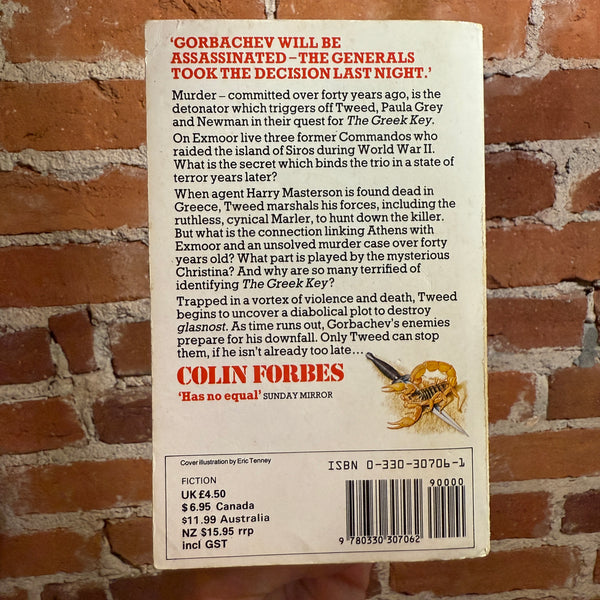 ‘GORBACHEV WILL BE
ASSASSINATED – THE GENERALS
TOOK THE DECISION LAST NIGHT.’
Murder – committed over forty years ago, is the
detonator which triggers off Tweed, Paula Grey
and Newman in their quest for The Greek Key.
On Exmoor live three former Commandos who
raided the island of Siros during World War II.
What is the secret which binds the trio in a state of
terror years later?
When agent Harry Masterson is found dead in
Greece, Tweed marshals his forces, including the
ruthless, cynical Marler, to hunt down the killer.
But what is the connection linking Athens with
Exmoor and an unsolved murder case over forty
years old? What part is played by the mysterious
Christina? And why are so many terrified of
identifying The Greek Key?
Trapped in a vortex of violence and death, Tweed
begins to uncover a diabolical plot to destroy
glasnost. As time runs out, Gorbachev's enemies
prepare for his downfall. Only Tweed can stop
them, if he isn't already too late...
COLIN FORBES
‘Has no equal’ SUNDAY MIRROR
Cover illustration by Eric Tenney
ISBN 0-330-30706-1
FICTION
UK £4.50
$ 6.95 Canada
$11.99 Australia
NZ $15.95 rrp
incl GST
90000
9 780330 307062